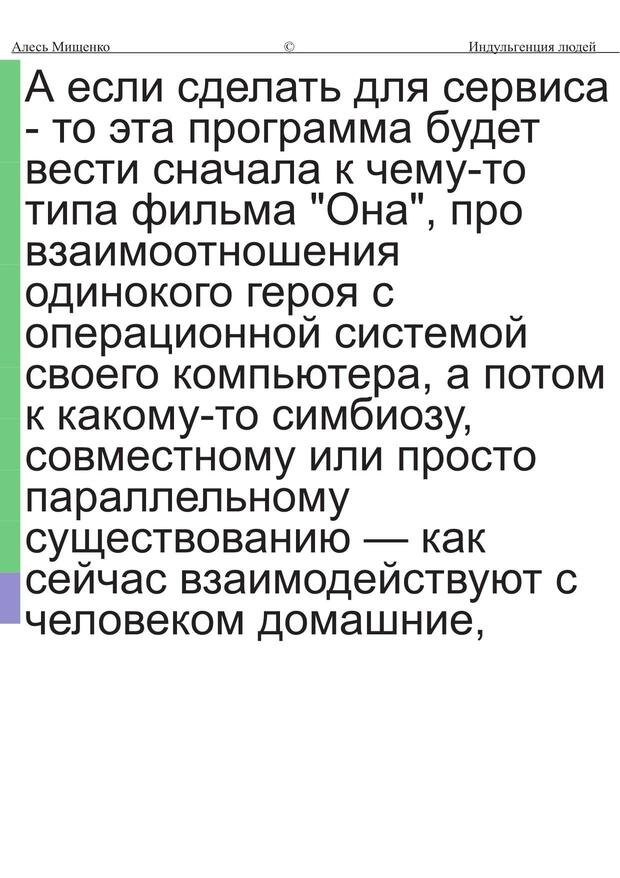 Алесь Мищенко © Индульгенция людей
А если сделать для сервиса
- то эта программа будет
вести сначала к чему-то
типа фильма "Она", про
взаимоотношения
одинокого героя с
операционной системой
своего компьютера, а потом
к какому-то симбиозу,
совместному или просто
параллельному
существованию — как
сейчас взаимодействуют с
человеком домашние,